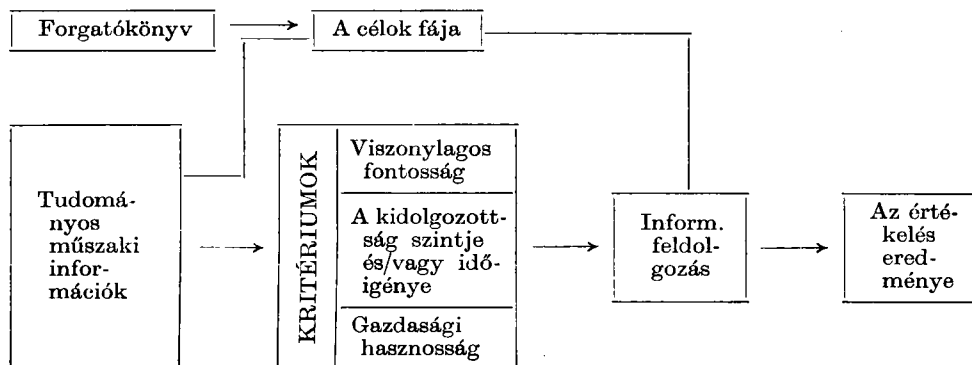 Forgatókönyv
A célok fája
Tudomá-
nyos
műszaki
infor-
mációk
KRITÉRIUMOK
Viszonylagos
fontosság
A kidolgozott-
ság szintje
és/vagy idő-
igénye
Gazdasági
hasznosság
Inform.
feldol-
gozás
Az érté-
kelés
ered-
ménye